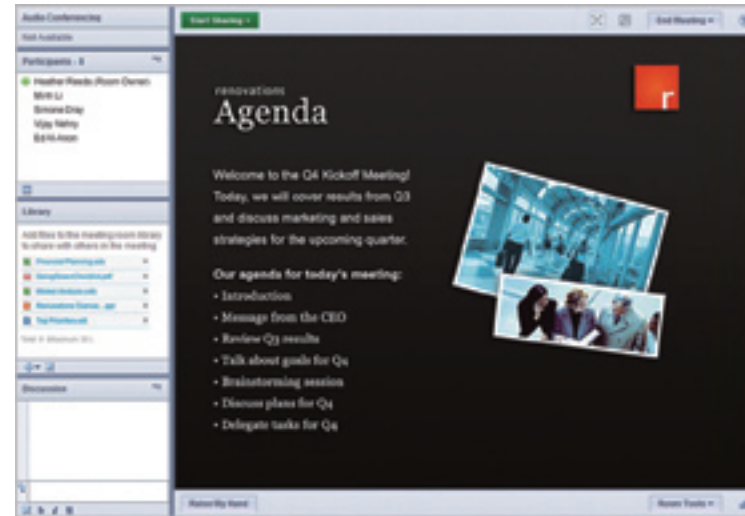 Audio Conferencing
Not Available
Participants - 5
Heather Reeds (Room Owner)
Minh Li
Simone Dray
Vijay
Library
Add files to the meeting room library
to share with others in the meeting
Financial Planning
Discussion
Start Sharing
End Meeting
renovations
Agenda
r
Welcome to the Q4 Kickoff Meeting!
Today, we will cover results from Q3
and discuss marketing and sales
strategies for the upcoming quarter.
Our agenda for today's meeting:
• Introduction
• Message from the CEO
• Review Q3 results
• Talk about goals for Q4
• Brainstorming session
• Discuss plans for Q4
• Delegate tasks for Q4
Raise My Hand
Room Tools